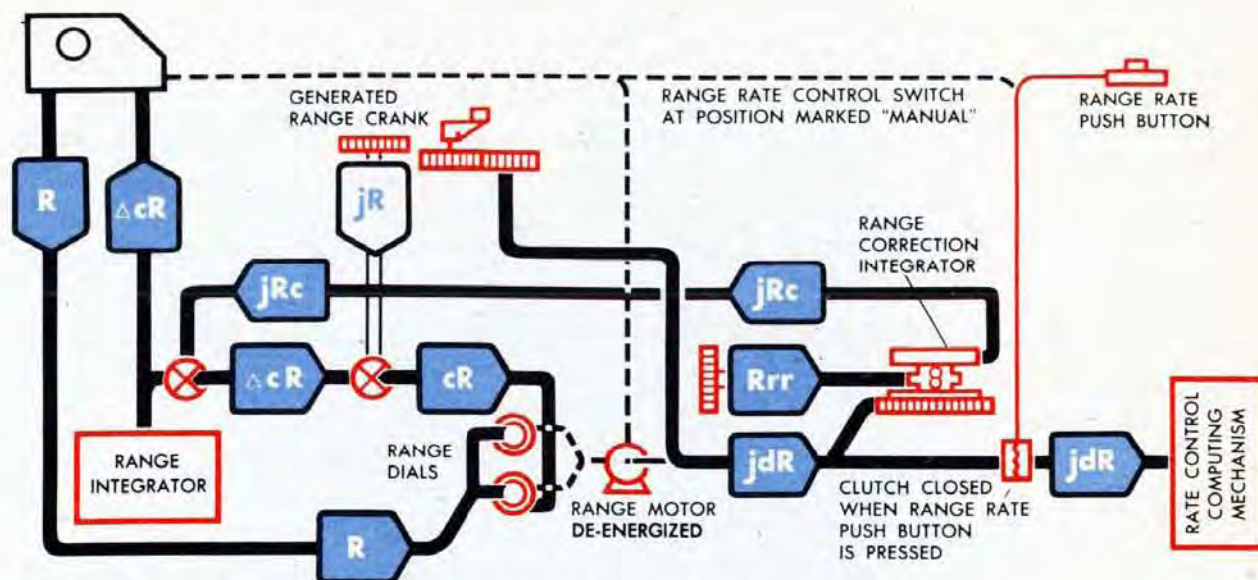 GENERATED
RANGE CRANK
RANGE RATE CONTROL SWITCH
AT POSITION MARKED "MANUAL"
RANGE RATE
PUSH BUTTON
R
△cR
jR
RANGE
CORRECTION
INTEGRATOR
jRc
jRc
△cR
cR
Rrr
RANGE
INTEGRATOR
RANGE
DIALS
jdR
jdR
RANGE MOTOR
DE-ENERGIZED
CLUTCH CLOSED
WHEN RANGE RATE
PUSH BUTTON
IS PRESSED
RATE CONTROL
COMPUTING
MECHANISM
R